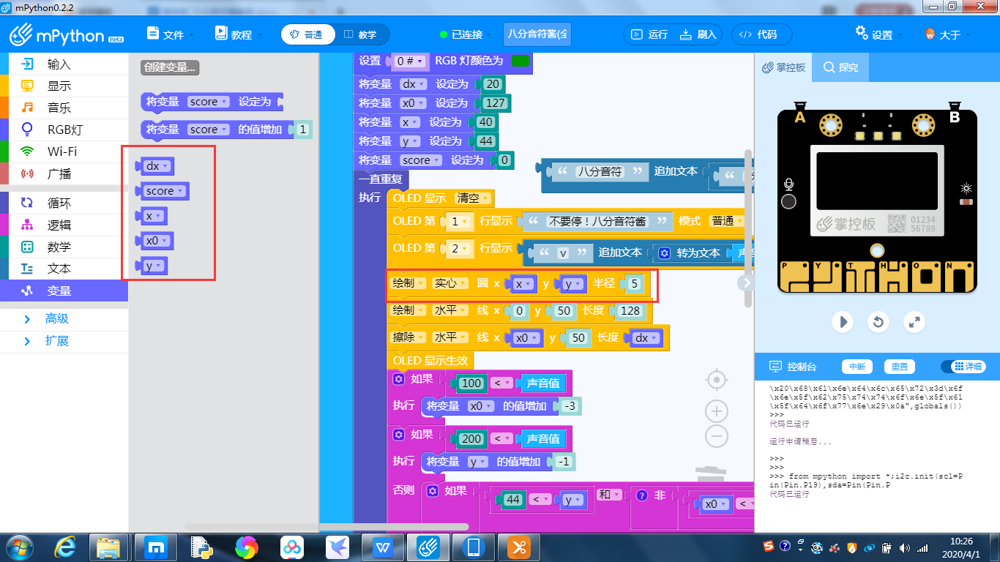 mPython0.2.2
mPython Beta
文件
教程
普通
教学
已连接
八分音符酱(全
运行
刷入
</> 代码
设置
大于
输入
显示
音乐
RGB灯
Wi-Fi
广播
循环
逻辑
数学
文本
变量
高级
扩展
创建变量...
将变量 score 设定为
将变量 score 的值增加 1
dx
score
x
x0
y
设置 0 # RGB 灯颜色为
将变量 dx 设定为 20
将变量 x0 设定为 127
将变量 x 设定为 40
将变量 y 设定为 44
将变量 score 设定为 0
“ 八分音符 ” 追加文本 “
一直重复
执行 OLED 显示 清空
OLED 第 1 行显示 “ 不要停！八分音符酱 ” 模式 普通
OLED 第 2 行显示 “ v ” 追加文本 转为文本 声音
绘制 实心 圆 x x y y 半径 5
绘制 水平 线 x 0 y 50 长度 128
擦除 水平 线 x x0 y 50 长度 dx
OLED 显示生效
如果 100 < 声音值
执行 将变量 x0 的值增加 -3
如果 200 < 声音值
执行 将变量 y 的值增加 -1
否则 如果 44 < y 和 ? 非 x0 <
掌控板
探究
A B
掌控板 01234
56789
P Y T H O N
控制台
中断
重置
详细
\x20\x68\x61\x6e\x64\x6c\x65\x72\x3d\x6f
\x6e\x5f\x62\x75\x74\x74\x6f\x6e\x5f\x61
\x5f\x64\x6f\x77\x6e\x29\x0a",globals())
>>>
代码已运行
运行中请稍后...
>>>
>>>
>>> from mpython import *;i2c.init(scl=P
in(Pin.P19),sda=Pin(Pin.P
代码已运行
10:26
2020/4/1